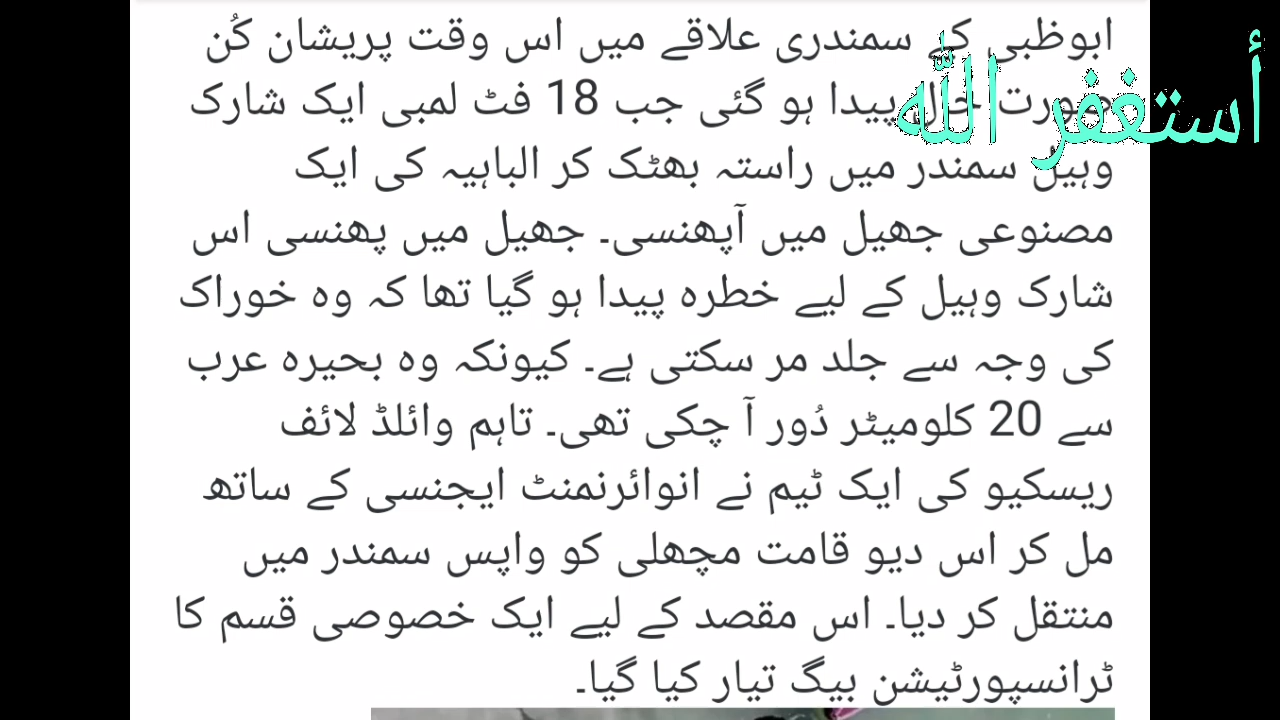 ابوظبی کے سمندری علاقے میں اس وقت پریشان کُن
صورت حال پیدا ہو گئی جب 18 فٹ لمبی ایک شارک
وہیل سمندر میں راستہ بھٹک کر الباہیہ کی ایک
مصنوعی جھیل میں آپھنسی۔ جھیل میں پھنسی اس
شارک وہیل کے لیے خطرہ پیدا ہو گیا تھا کہ وہ خوراک
کی وجہ سے جلد مر سکتی ہے۔ کیونکہ وہ بحیرہ عرب
سے 20 کلومیٹر دُور آ چکی تھی۔ تاہم وائلڈ لائف
ریسکیو کی ایک ٹیم نے انوائرنمنٹ ایجنسی کے ساتھ
مل کر اس دیو قامت مچھلی کو واپس سمندر میں
منتقل کر دیا۔ اس مقصد کے لیے ایک خصوصی قسم کا
ٹرانسپورٹیشن بیگ تیار کیا گیا۔
أستغفر الله